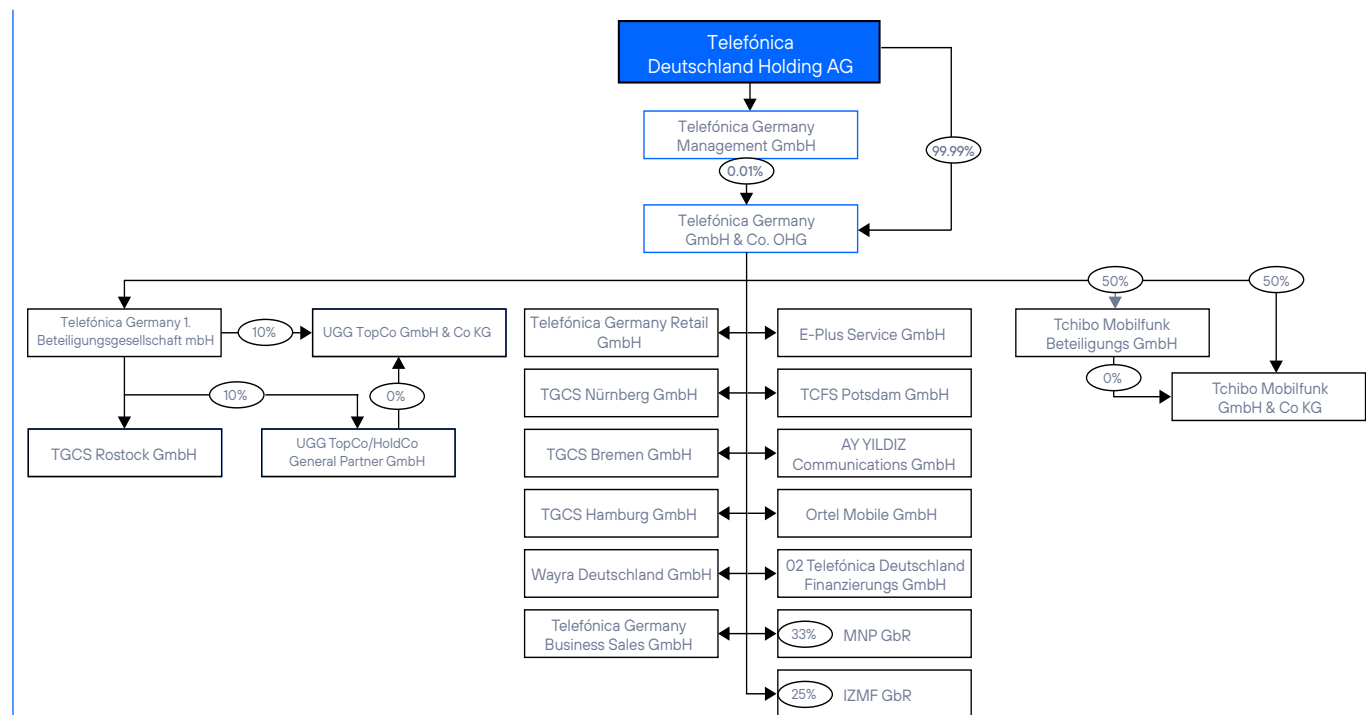 Telefónica
Deutschland Holding AG
Telefónica Germany
Management GmbH
99.99%
0.01%
Telefónica Germany
GmbH & Co. OHG
50%
50%
Telefónica Germany 1.
Beteiligungsgesellschaft mbH
10%
UGG TopCo GmbH & Co KG
Telefónica Germany Retail
GmbH
E-Plus Service GmbH
Tchibo Mobilfunk
Beteiligungs GmbH
0%
Tchibo Mobilfunk
GmbH & Co KG
10%
0%
TGCS Nürnberg GmbH
TCFS Potsdam GmbH
TGCS Rostock GmbH
UGG TopCo/HoldCo
General Partner GmbH
TGCS Bremen GmbH
AY YILDIZ
Communications GmbH
TGCS Hamburg GmbH
Ortel Mobile GmbH
Wayra Deutschland GmbH
02 Telefónica Deutschland
Finanzierungs GmbH
Telefónica Germany
Business Sales GmbH
33%
MNP GbR
25%
IZMF GbR